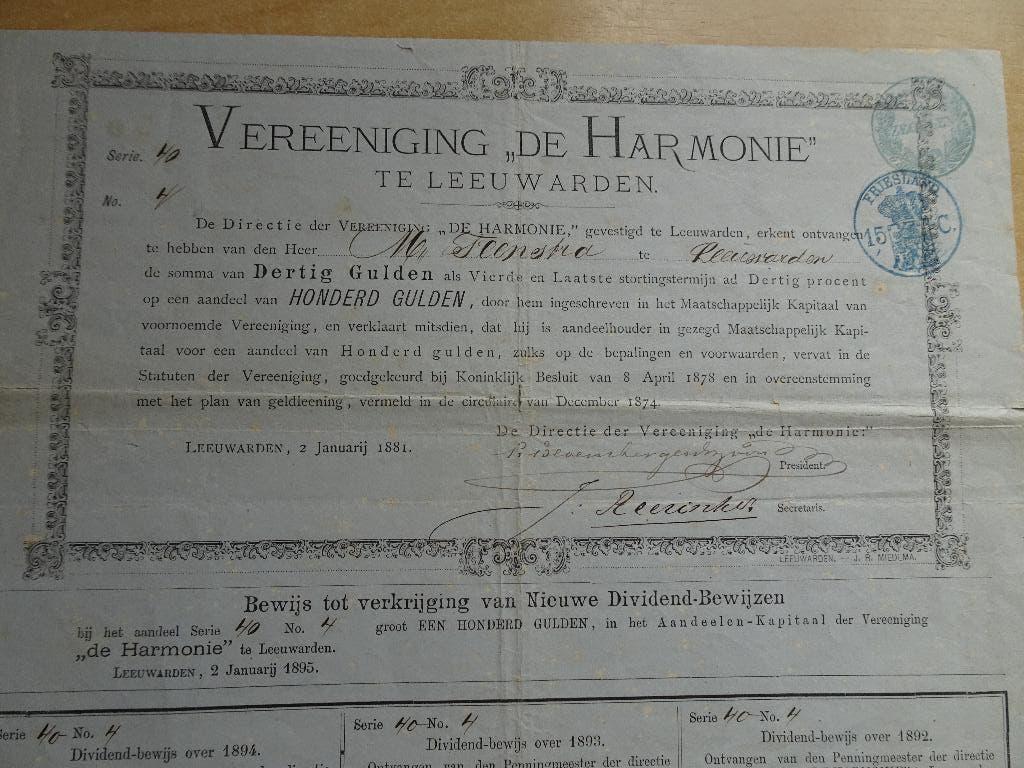 VEREENIGING „DE HARMONIE”
TE LEEUWARDEN.
Serie. 40
No. 4
De Directie der VEREENIGING „DE HARMONIE,” gevestigd te Leeuwarden, erkent ontvangen
te hebben van den Heer Mr Feenstra te Leeuwarden
de somma van Dertig Gulden als Vierde en Laatste stortingstermijn ad Dertig procent
op een aandeel van HONDERD GULDEN, door hem ingeschreven in het Maatschappelijk Kapitaal van
voornoemde Vereeniging, en verklaart mitsdien, dat hij is aandeelhouder in gezegd Maatschappelijk Kapi-
taal voor een aandeel van Honderd gulden, zulks op de bepalingen en voorwaarden, vervat in de
Statuten der Vereeniging, goedgekeurd bij Koninklijk Besluit van 8 April 1878 en in overeenstemming
met het plan van geldleening, vermeld in de circulaire van December 1874.
De Directie der Vereeniging „de Harmonie.”
LEEUWARDEN, 2 Januarij 1881.
President.
Secretaris.
FRIESLAND
15 C.
LEEUWARDEN. — J. R. MIEDEMA.
Bewijs tot verkrijging van Nieuwe Dividend-Bewijzen
bij het aandeel Serie 40 No. 4 groot EEN HONDERD GULDEN, in het Aandeelen-Kapitaal der Vereeniging
„de Harmonie” te Leeuwarden.
LEEUWARDEN, 2 Januarij 1895.
Serie 40 No. 4
Dividend-bewijs over 1894.
Serie 40 No. 4
Dividend-bewijs over 1893.
Ontvangen van den Penningmeester der directie
Serie 40 No. 4
Dividend-bewijs over 1892.
Ontvangen van den Penningmeester der directie